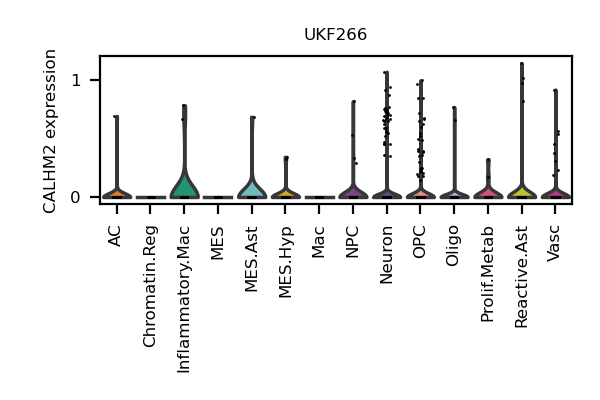 UKF266
CALHM2 expression
1
0
AC
Chromatin.Reg
Inflammatory.Mac
MES
MES.Ast
MES.Hyp
Mac
NPC
Neuron
OPC
Oligo
Prolif.Metab
Reactive.Ast
Vasc